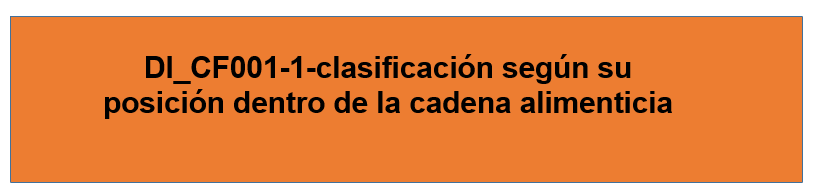 DI_CF001-1-clasificación según su
posición dentro de la cadena alimenticia